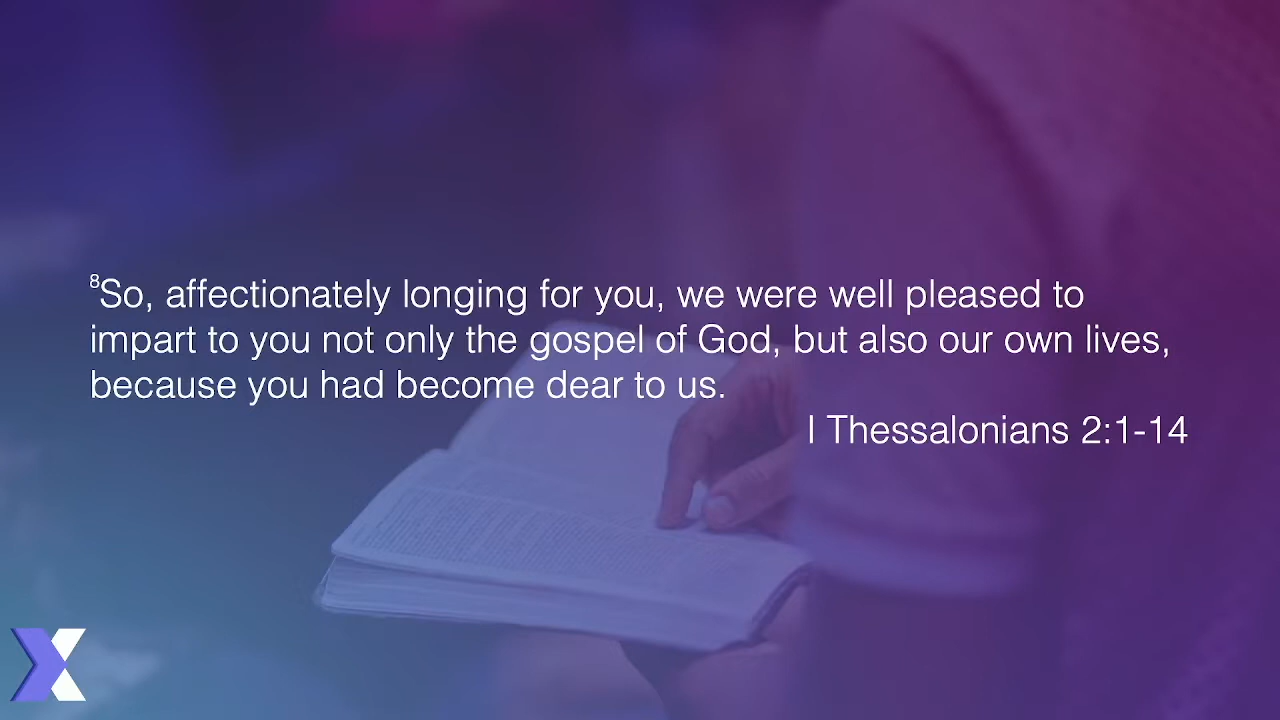 ⁸So, affectionately longing for you, we were well pleased to
impart to you not only the gospel of God, but also our own lives,
because you had become dear to us.
I Thessalonians 2:1-14